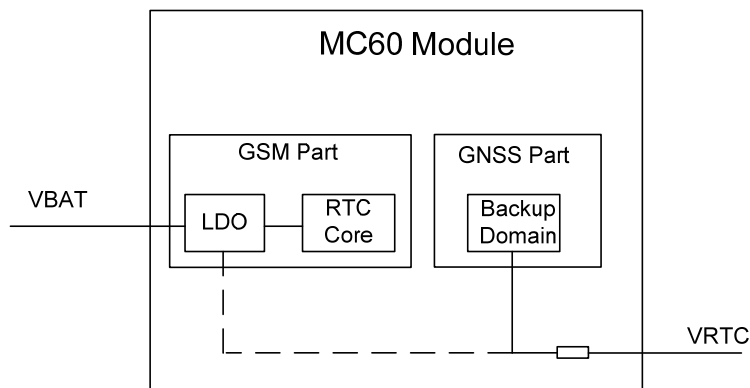 MC60 Module
GSM Part
GNSS Part
VBAT
LDO
RTC
Core
Backup
Domain
VRTC